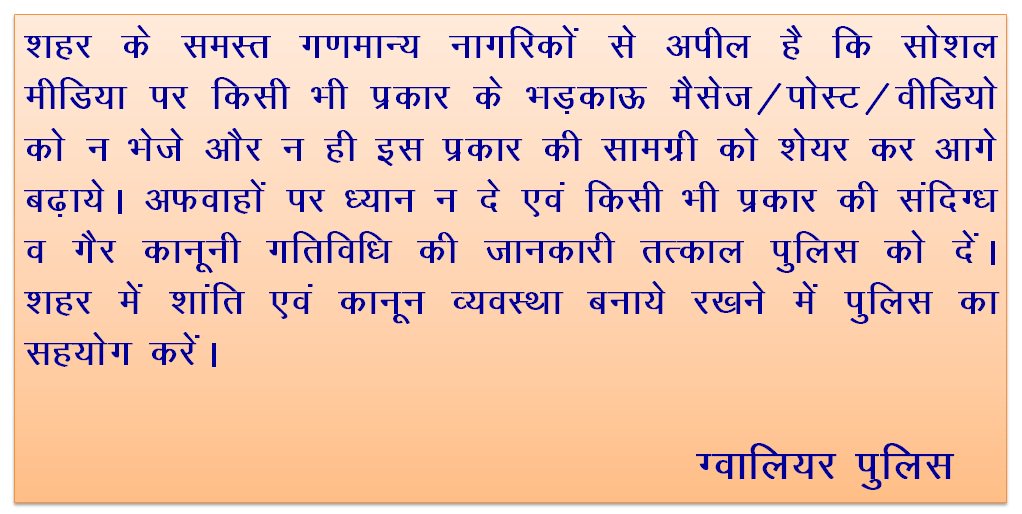 शहर के समस्त गणमान्य नागरिकों से अपील है कि सोशल
मीडिया पर किसी भी प्रकार के भड़काऊ मैसेज/पोस्ट/वीडियो
को न भेजे और न ही इस प्रकार की सामग्री को शेयर कर आगे
बढ़ाये। अफवाहों पर ध्यान न दे एवं किसी भी प्रकार की संदिग्ध
व गैर कानूनी गतिविधि की जानकारी तत्काल पुलिस को दें।
शहर में शांति एवं कानून व्यवस्था बनाये रखने में पुलिस का
सहयोग करें।
ग्वालियर पुलिस